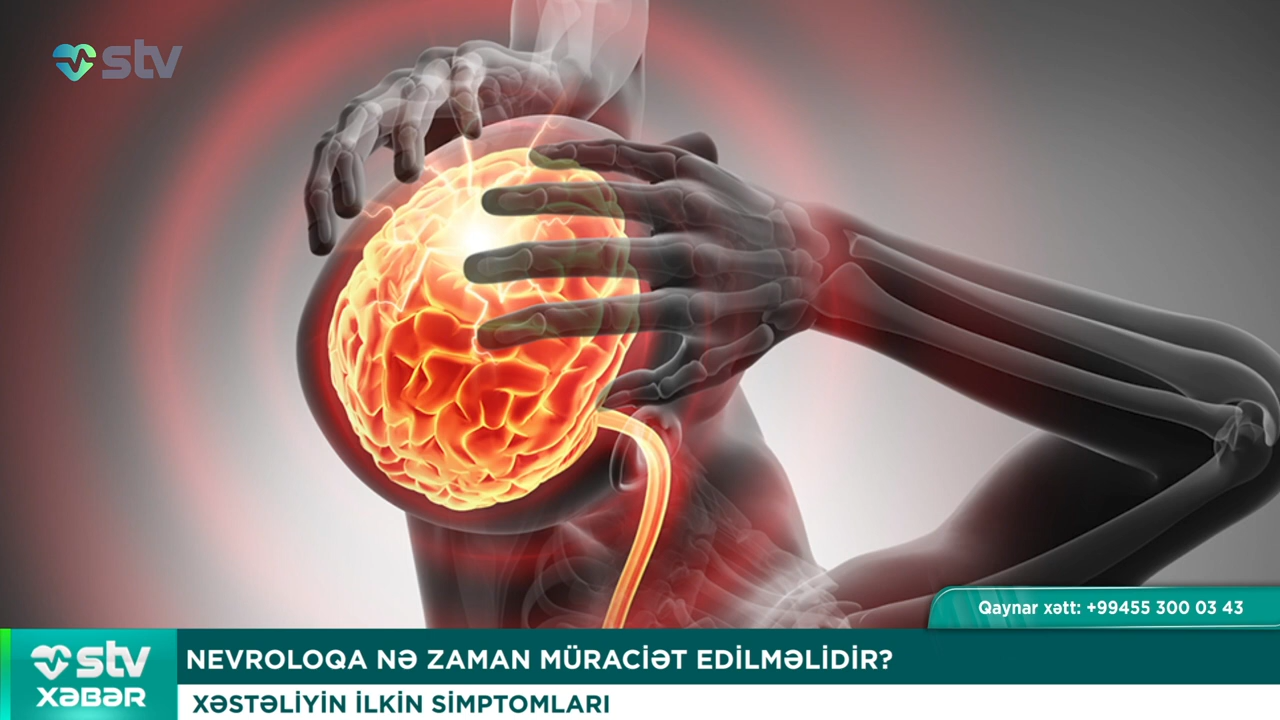 stv
Qaynar xətt: +99455 300 03 43
stv
XƏBƏR
NEVROLOQA NƏ ZAMAN MÜRACİƏT EDİLMƏLİDİR?
XƏSTƏLİYİN İLKİN SİMPTOMLARI